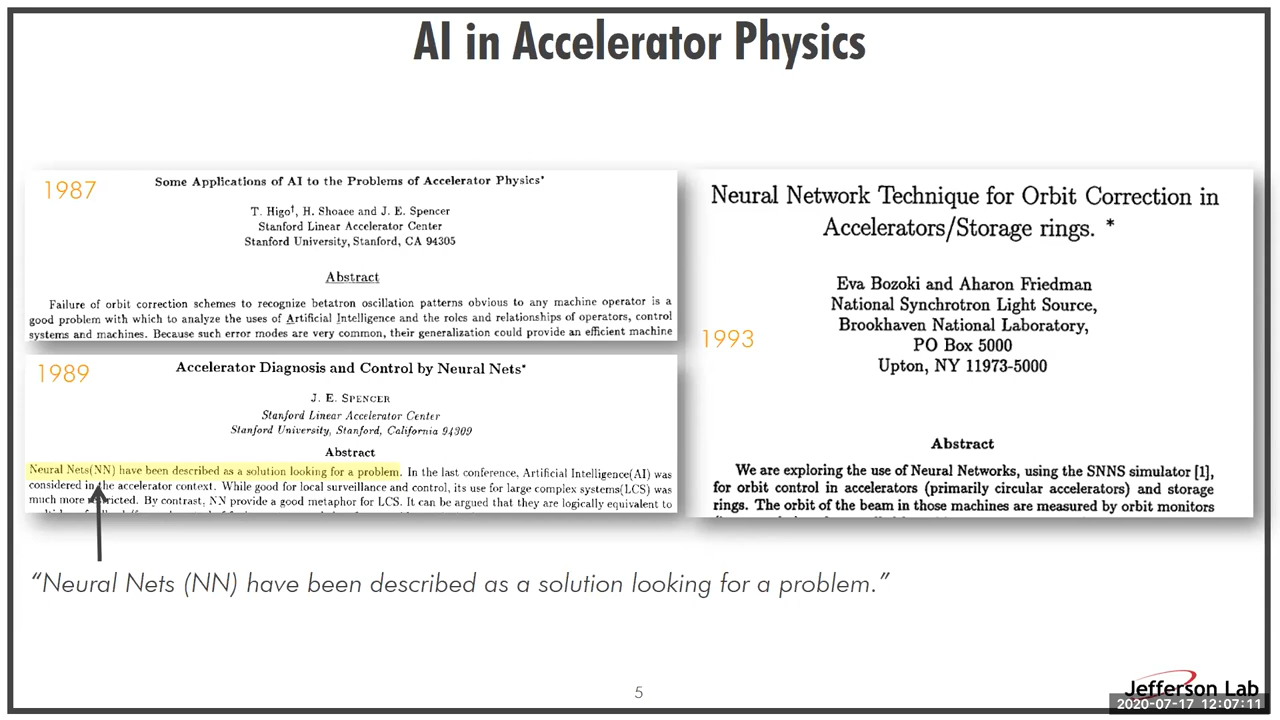 AI in Accelerator Physics
1987
Some Applications of AI to the Problems of Accelerator Physics*
T. Higo†, H. Shoaee and J. E. Spencer
Stanford Linear Accelerator Center
Stanford University, Stanford, CA 94305
Abstract
Failure of orbit correction schemes to recognize betatron oscillation patterns obvious to any machine operator is a
good problem with which to analyze the uses of Artificial Intelligence and the roles and relationships of operators, control
systems and machines. Because such error modes are very common, their generalization could provide an efficient machine
1989
Accelerator Diagnosis and Control by Neural Nets*
J. E. SPENCER
Stanford Linear Accelerator Center
Stanford University, Stanford, California 94309
Abstract
Neural Nets(NN) have been described as a solution looking for a problem. In the last conference, Artificial Intelligence(AI) was
considered in the accelerator context. While good for local surveillance and control, its use for large complex systems(LCS) was
much more restricted. By contrast, NN provide a good metaphor for LCS. It can be argued that they are logically equivalent to
1993
Neural Network Technique for Orbit Correction in
Accelerators/Storage rings. *
Eva Bozoki and Aharon Friedman
National Synchrotron Light Source,
Brookhaven National Laboratory,
PO Box 5000
Upton, NY 11973-5000
Abstract
We are exploring the use of Neural Networks, using the SNNS simulator [1],
for orbit control in accelerators (primarily circular accelerators) and storage
rings. The orbit of the beam in those machines are measured by orbit monitors
“Neural Nets (NN) have been described as a solution looking for a problem.”
5
Jefferson Lab
2020-07-17 12:07:11